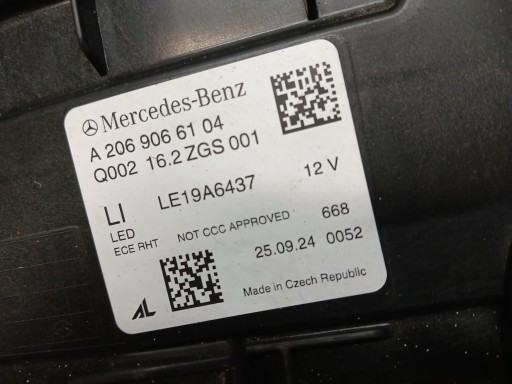 Mercedes-Benz
A 206 906 61 04
Q002 16.2 ZGS 001
LI LE19A6437 12 V
LED
ECE RHT NOT CCC APPROVED 668
25.09.24 0052
AL Made in Czech Republic